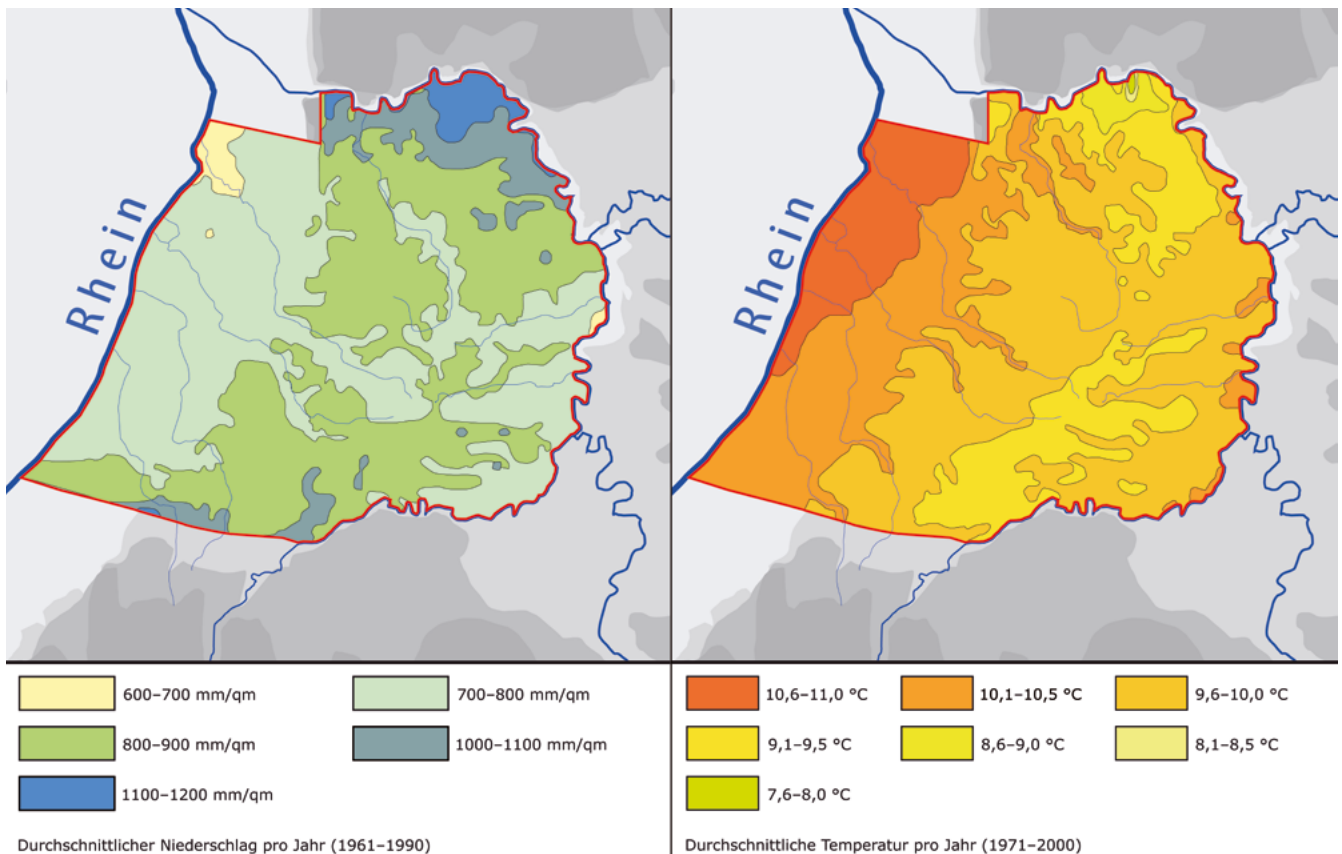 Rhein
600–700 mm/qm
700–800 mm/qm
800–900 mm/qm
1000–1100 mm/qm
1100–1200 mm/qm
Durchschnittlicher Niederschlag pro Jahr (1961–1990)
Rhein
10,6–11,0 °C
10,1–10,5 °C
9,6–10,0 °C
9,1–9,5 °C
8,6–9,0 °C
8,1–8,5 °C
7,6–8,0 °C
Durchschnittliche Temperatur pro Jahr (1971–2000)